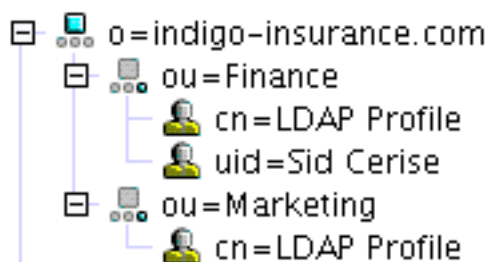 o=indigo-insurance.com
ou=Finance
cn=LDAP Profile
uid=Sid Cerise
ou=Marketing
cn=LDAP Profile